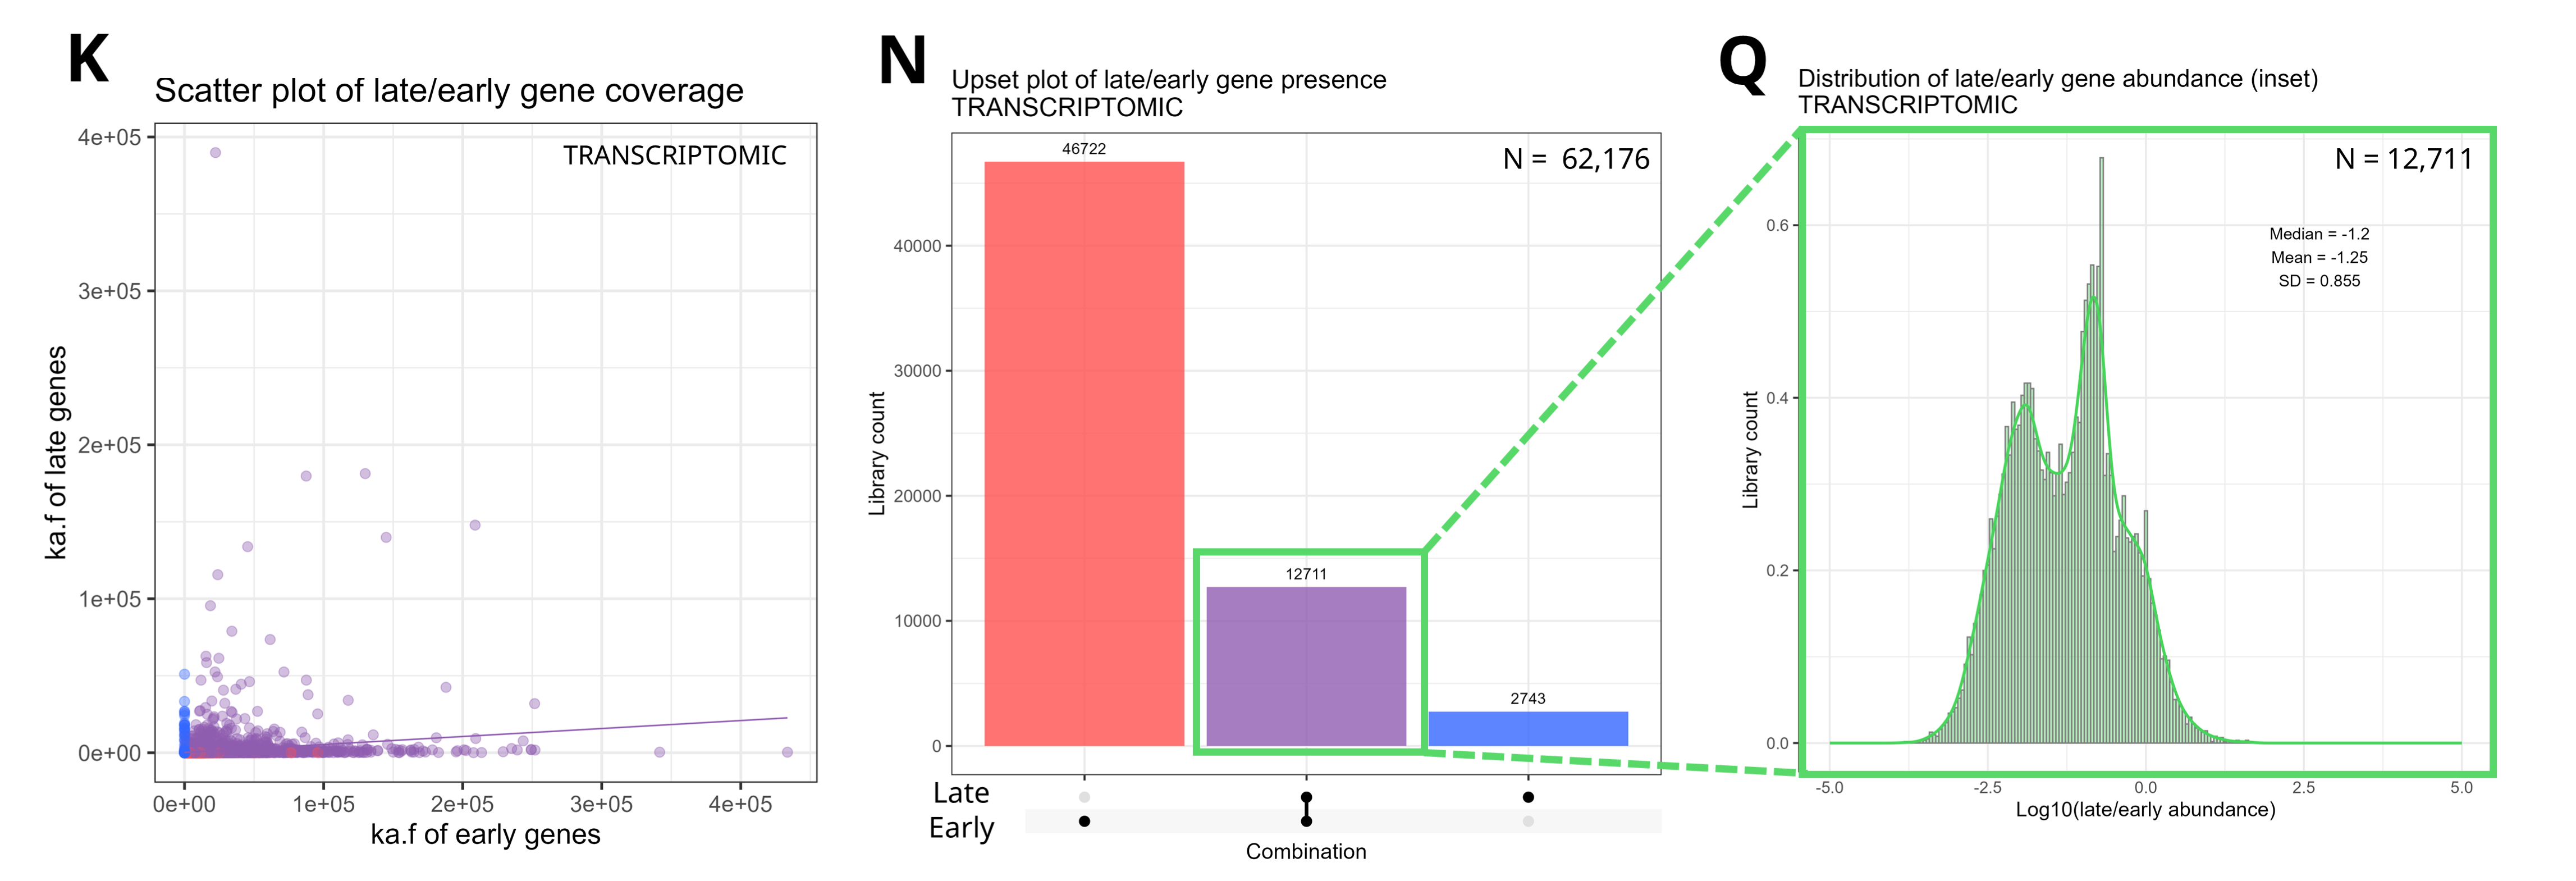 K
Scatter plot of late/early gene coverage
TRANSCRIPTOMIC
4e+05
3e+05
2e+05
1e+05
0e+00
ka.f of late genes
0e+00
1e+05
2e+05
3e+05
4e+05
ka.f of early genes
N
Upset plot of late/early gene presence
TRANSCRIPTOMIC
N = 62,176
46722
12711
2743
40000
30000
20000
10000
0
Library count
Late
Early
Combination
Q
Distribution of late/early gene abundance (inset)
TRANSCRIPTOMIC
N = 12,711
Median = -1.2
Mean = -1.25
SD = 0.855
0.6
0.4
0.2
0.0
Library count
-5.0
-2.5
0.0
2.5
5.0
Log10(late/early abundance)